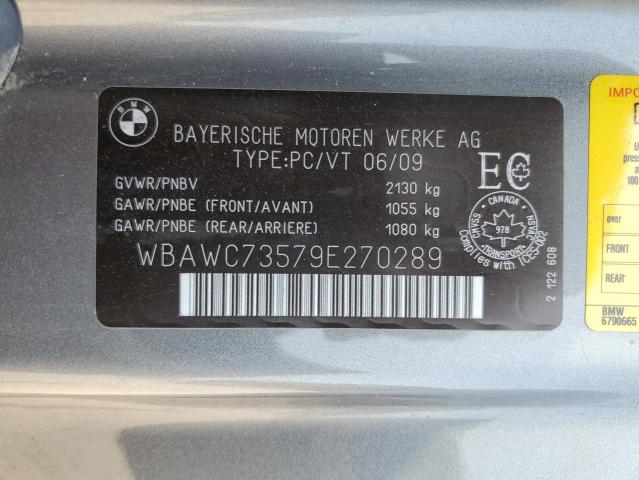 BMW
BAYERISCHE MOTOREN WERKE AG
TYPE:PC/VT 06/09
GVWR/PNBV 2130 kg
GAWR/PNBE (FRONT/AVANT) 1055 kg
GAWR/PNBE (REAR/ARRIERE) 1080 kg
WBAWC73579E270289
EC
CANADA
978
TRANSPORT
Complies with ICES-002
2 122 608
IMPO
over
FRONT
REAR
BMW
6790665